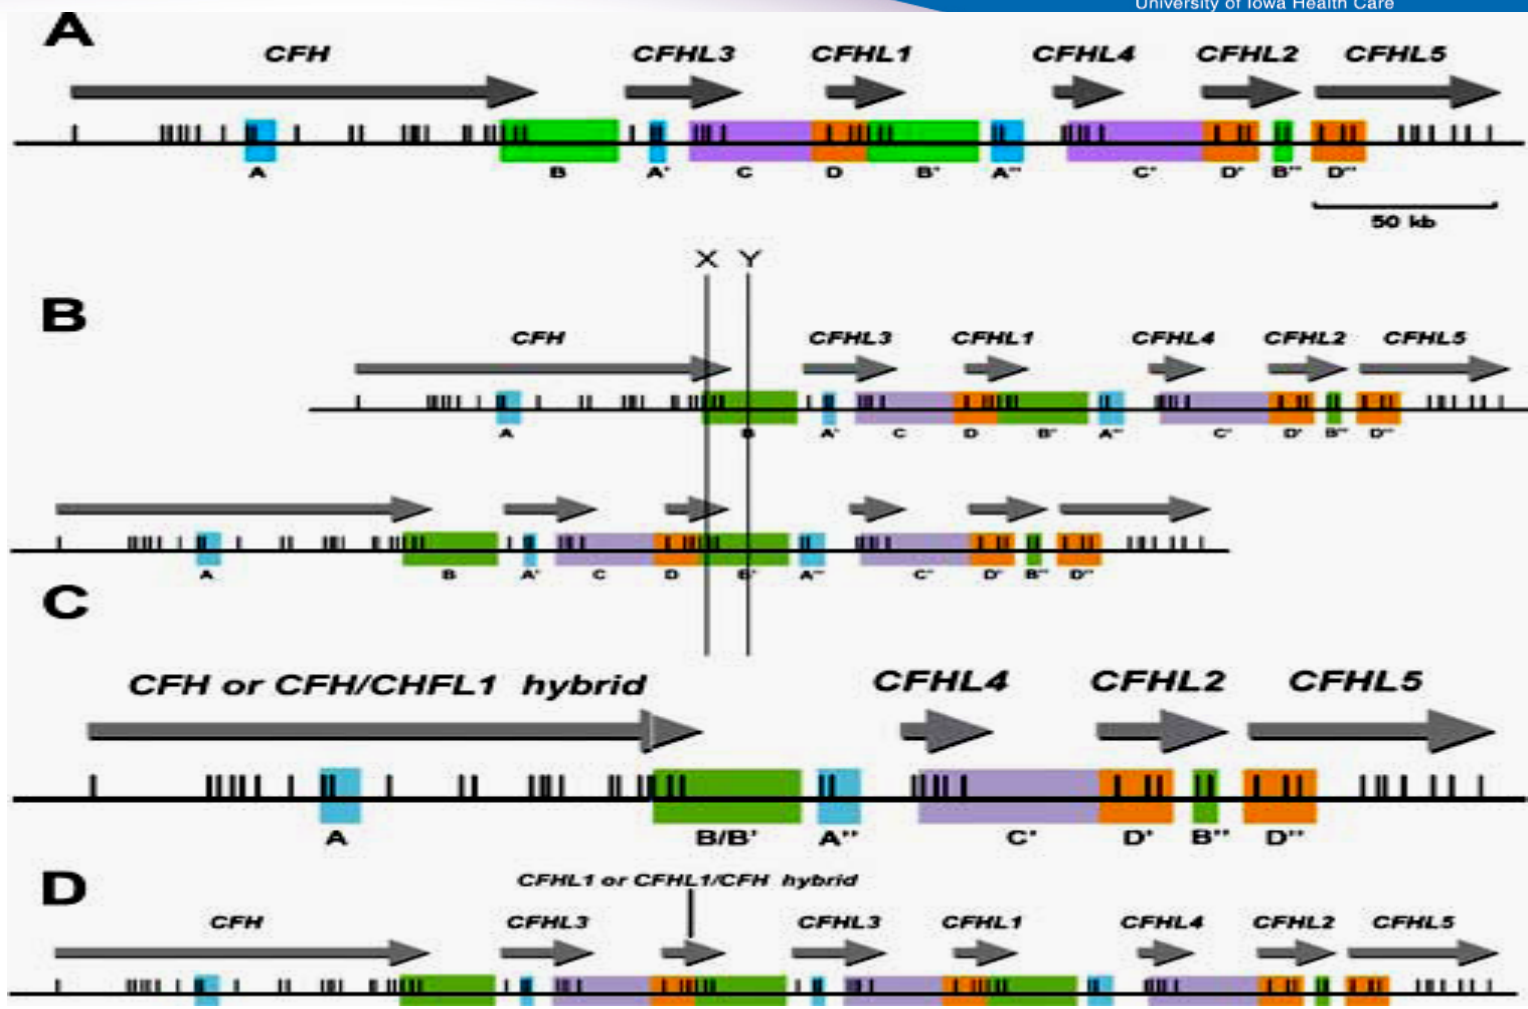 University of Iowa Health Care
A
CFH CFHL3 CFHL1 CFHL4 CFHL2 CFHL5
A B A' C D B' A'' C' D' B'' D''
50 kb
X Y
B
CFH CFHL3 CFHL1 CFHL4 CFHL2 CFHL5
A B A' C D B' A'' C' D' B'' D''
A B A' C D B' A'' C' D' B'' D''
C
CFH or CFH/CHFL1 hybrid CFHL4 CFHL2 CFHL5
A B/B' A'' C' D' B'' D''
D
CFHL1 or CFHL1/CFH hybrid
CFH CFHL3 CFHL3 CFHL1 CFHL4 CFHL2 CFHL5